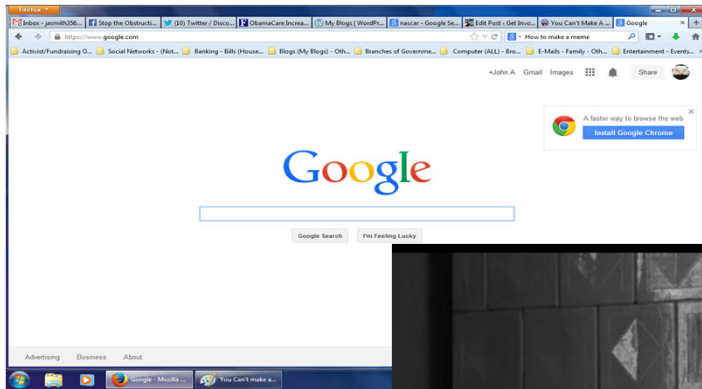 Firefox
Inbox - jasmith356... Stop the Obstructi... (10) Twitter / Disco... ObamaCare Increa... My Blogs | WordPr... nascar - Google Se... Edit Post ‹ Get Invo... You Can't Make A ... Google
https://www.google.com How to make a meme
Activist/Fundraising O... Social Networks - (Not... Banking - Bills (House... Blogs (My Blogs) - Oth... Branches of Governme... Computer (ALL) - Bro... E-Mails - Family - Oth... Entertainment - Events...
+John A Gmail Images Share
A faster way to browse the web
Install Google Chrome
Google
Google Search I'm Feeling Lucky
Advertising Business About
Google - Mozilla ... You Can't make a...